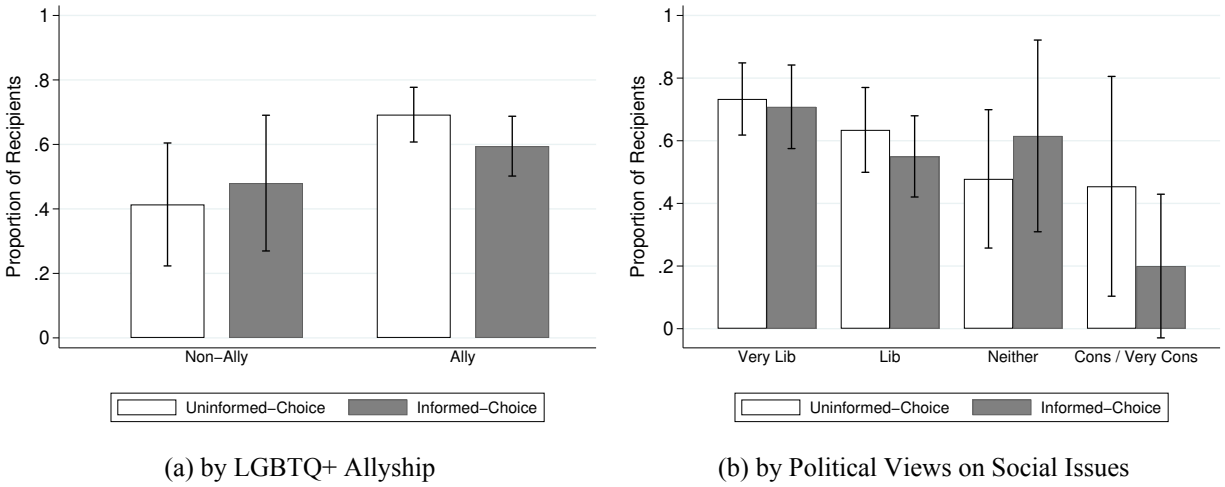 Proportion of Recipients
1
.8
.6
.4
.2
0
Non−Ally Ally
Uninformed−Choice Informed−Choice
(a) by LGBTQ+ Allyship
Proportion of Recipients
1
.8
.6
.4
.2
0
Very Lib Lib Neither Cons / Very Cons
Uninformed−Choice Informed−Choice
(b) by Political Views on Social Issues